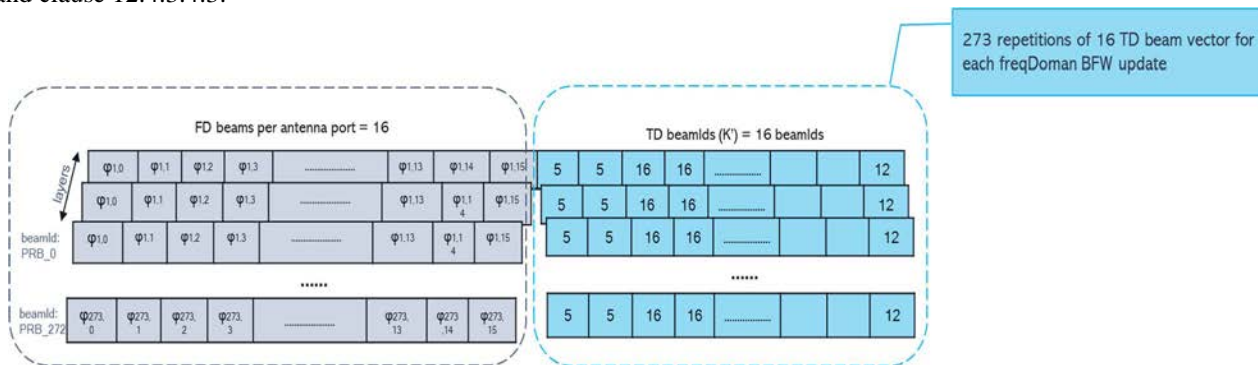 and clause 12.4.3.4.3.
273 repetitions of 16 TD beam vector for
each freqDoman BFW update
FD beams per antenna port = 16
TD beamIds (K') = 16 beamIds
layers
φ1,0 φ1,1 φ1,2 φ1,3 .................... φ1,13 φ1,14 φ1,15 5 5 16 16 .................. 12
φ1,0 φ1,1 φ1,2 φ1,3 .................... φ1,13 φ1,1 φ1,15 5 5 16 16 .................. 12
4
beamId: φ1,0 φ1,1 φ1,2 φ1,3 .................... φ1,13 φ1,1 φ1,15 5 5 16 16 .................. 12
PRB_0 4
...... ......
beamId: φ273, φ273, φ273, φ273, .................... φ273, φ273 φ273, 5 5 16 16 .................. 12
PRB_272 0 1 2 3 13 .14 15